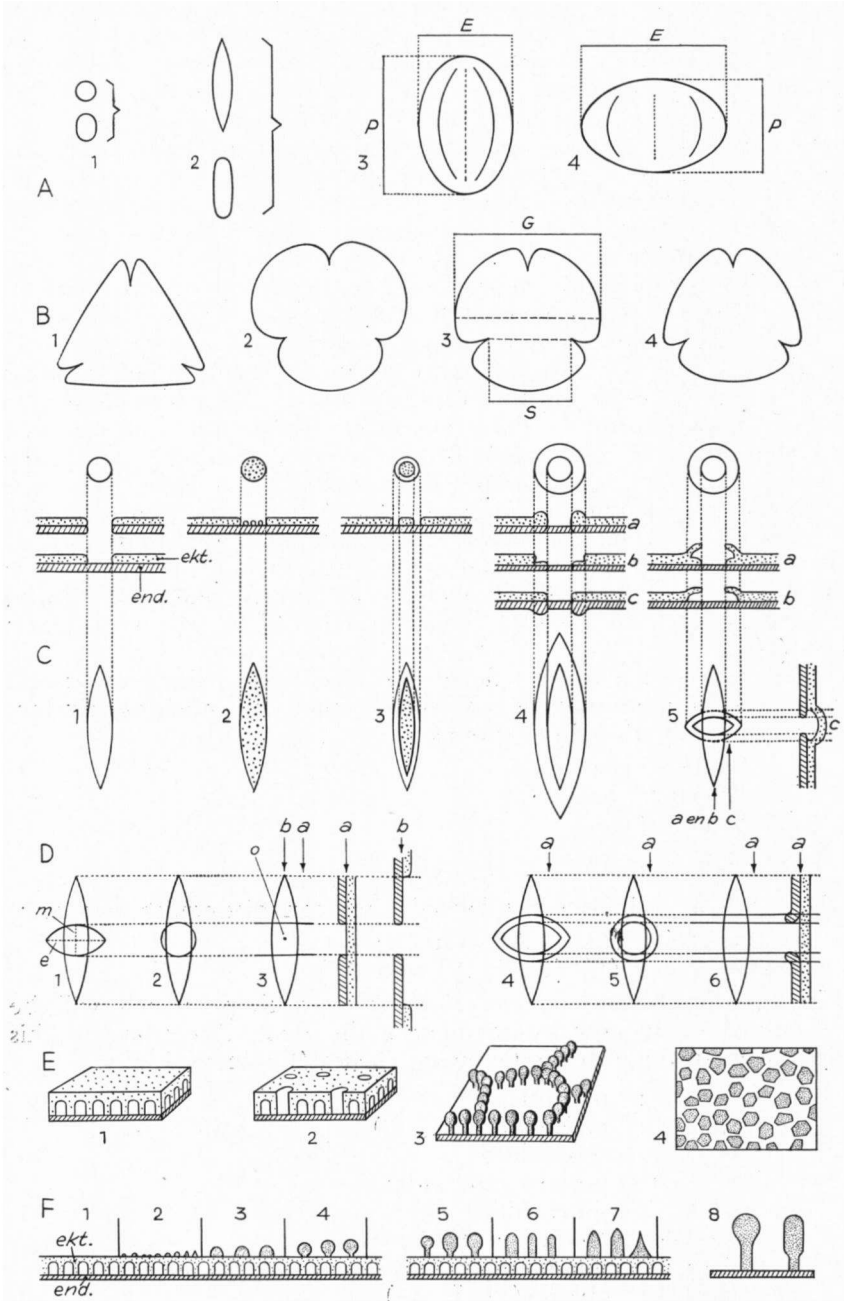 E E
P P
1 2 3 4
A
G
B
1 2 3 4
S
a
ekt. b a
end. c b
C
1 2 3 4 5 c
a en b c
D
b a a b a a a
o
m
e
1 2 3 4 5 6
is
E
1 2 3 4
F
1 2 3 4 5 6 7 8
ekt.
end.